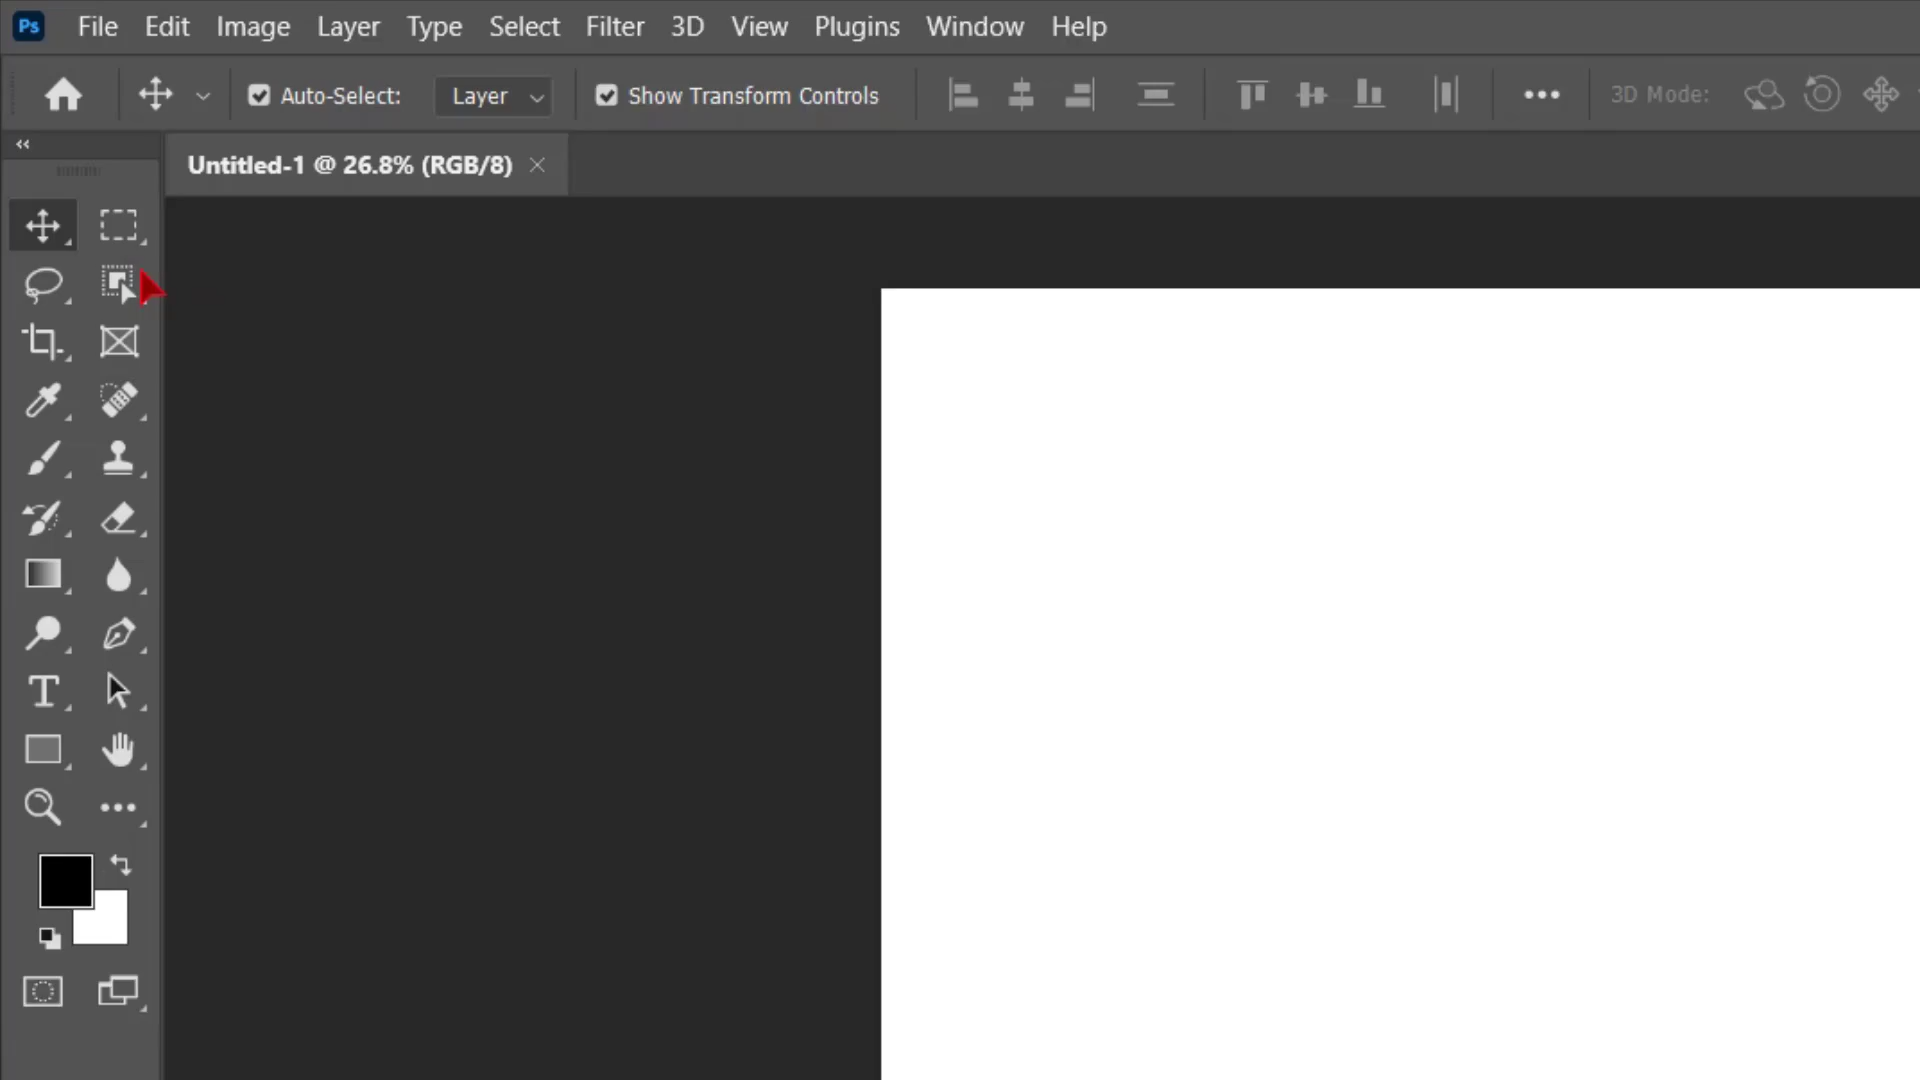 Ps File Edit Image Layer Type Select Filter 3D View Plugins Window Help
Auto-Select: Layer Show Transform Controls 3D Mode:
Untitled-1 @ 26.8% (RGB/8)